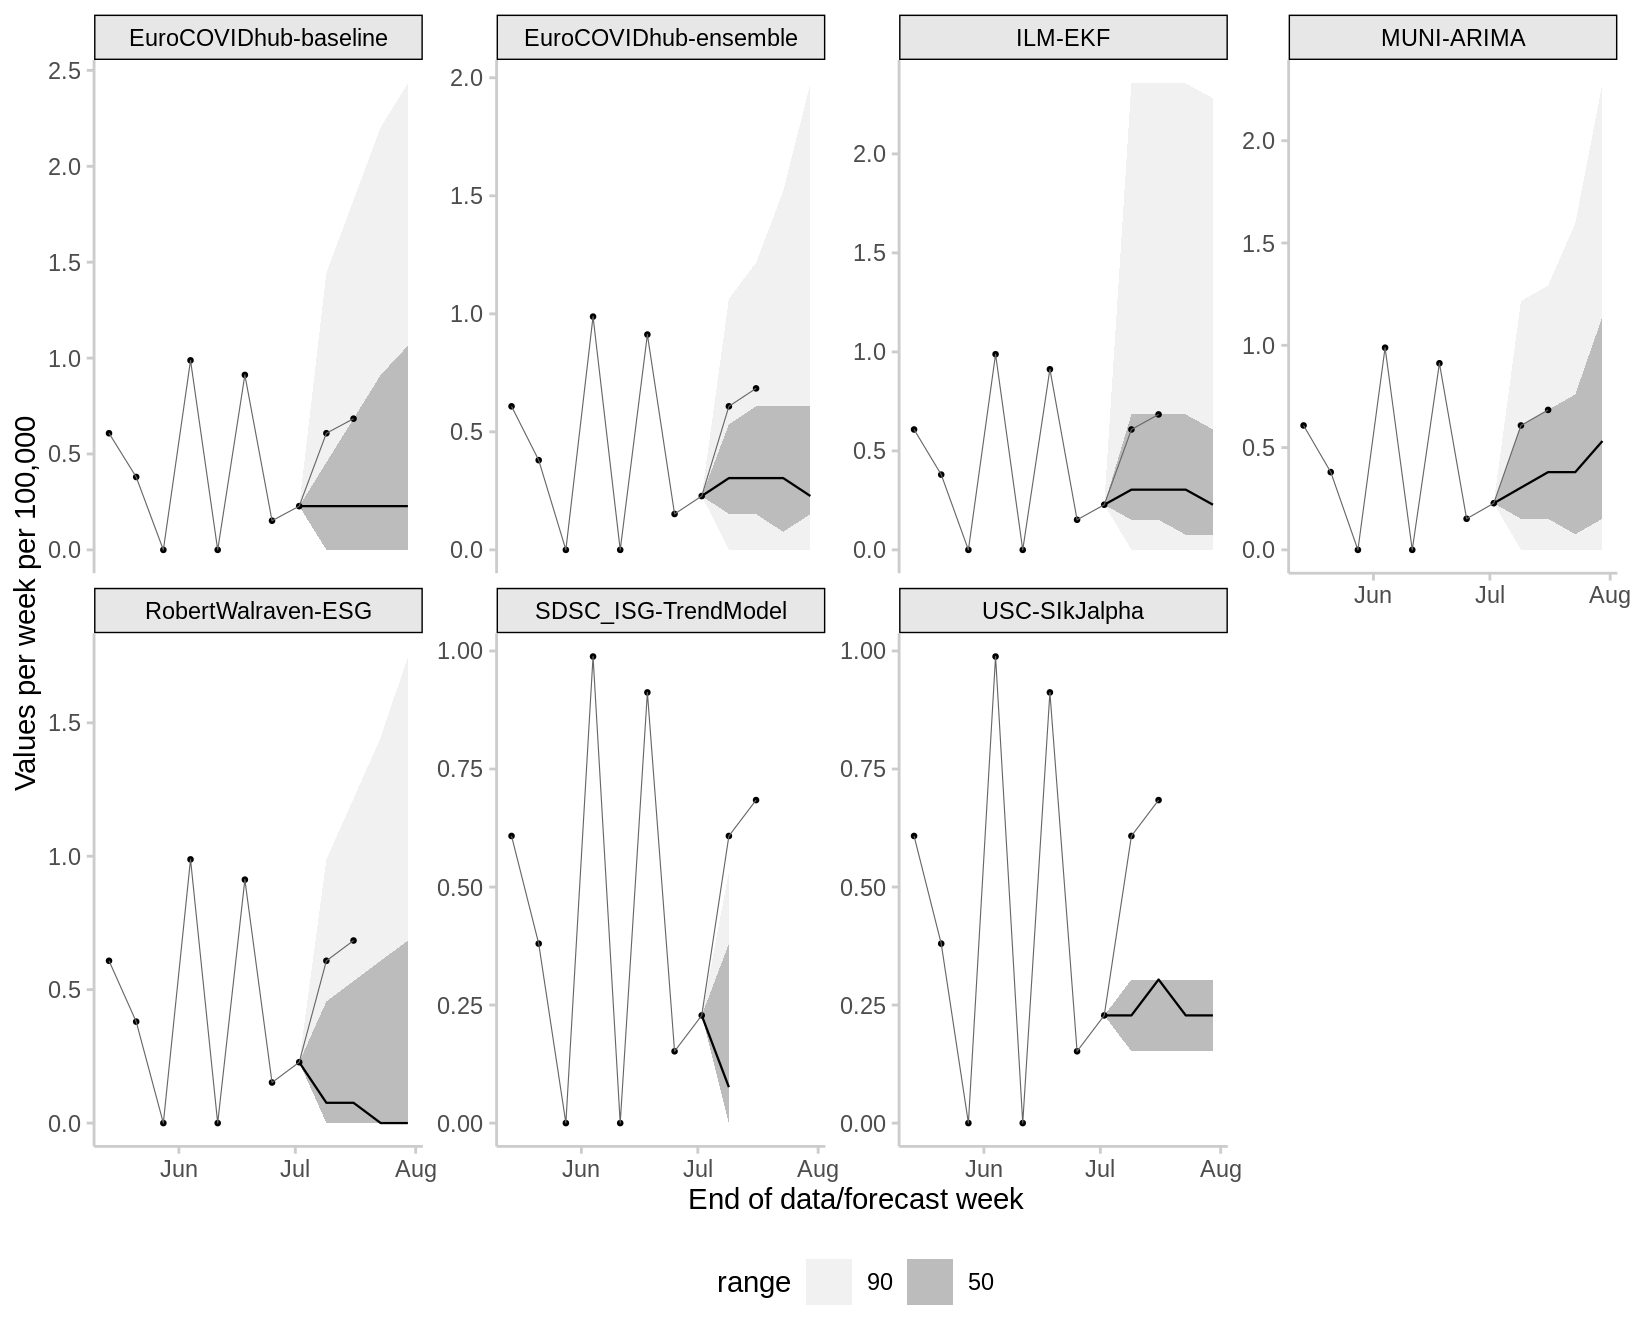 EuroCOVIDhub-baseline
EuroCOVIDhub-ensemble
ILM-EKF
MUNI-ARIMA
2.5
2.0
1.5
1.0
0.5
0.0
2.0
1.5
1.0
0.5
0.0
2.0
1.5
1.0
0.5
0.0
2.0
1.5
1.0
0.5
0.0
Jun Jul Aug
Values per week per 100,000
RobertWalraven-ESG
SDSC_ISG-TrendModel
USC-SIkJalpha
1.5
1.0
0.5
0.0
1.00
0.75
0.50
0.25
0.00
1.00
0.75
0.50
0.25
0.00
Jun Jul Aug
Jun Jul Aug
Jun Jul Aug
End of data/forecast week
range 90 50